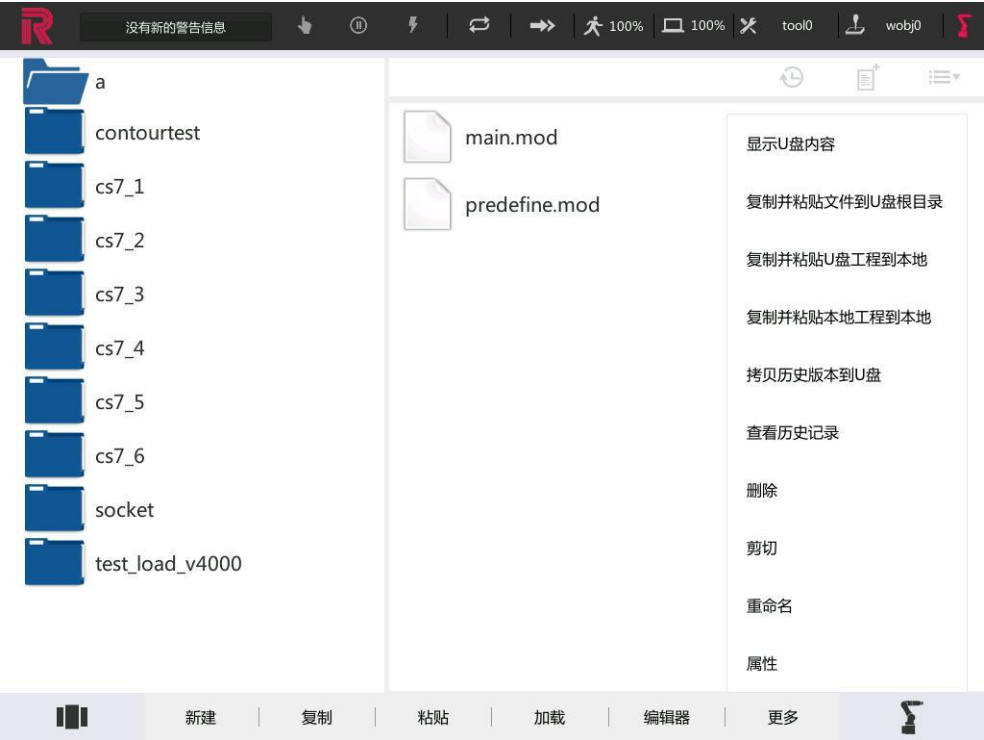 没有新的警告信息 100% 100% tool0 wobj0
a
contourtest
cs7_1
cs7_2
cs7_3
cs7_4
cs7_5
cs7_6
socket
test_load_v4000
main.mod
predefine.mod
显示U盘内容
复制并粘贴文件到U盘根目录
复制并粘贴U盘工程到本地
复制并粘贴本地工程到本地
拷贝历史版本到U盘
查看历史记录
删除
剪切
重命名
属性
新建 复制 粘贴 加载 编辑器 更多